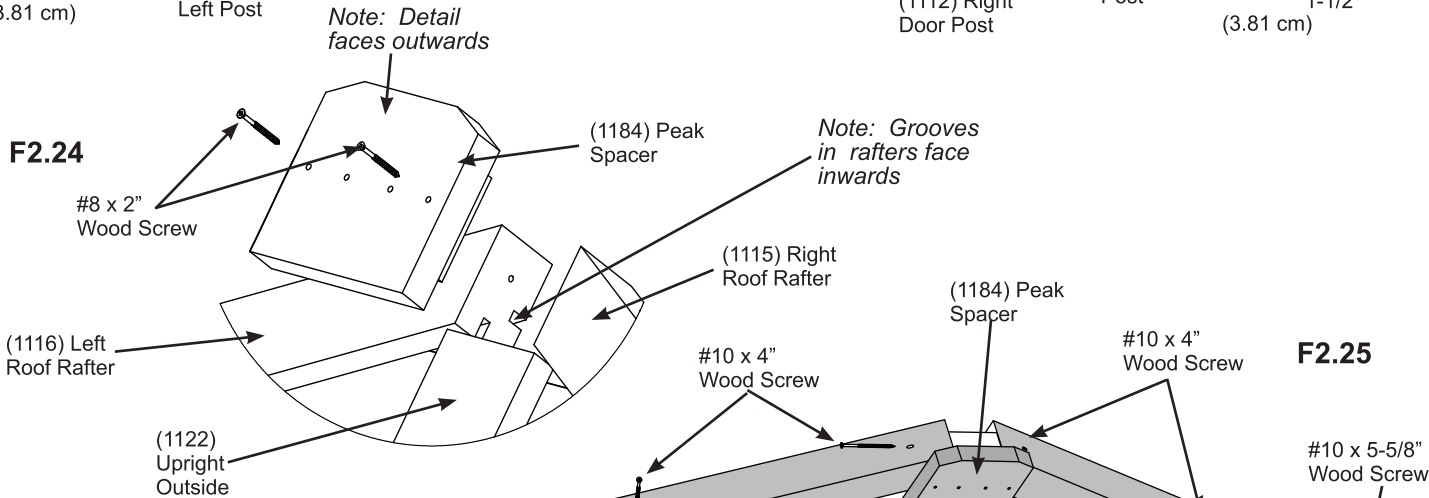 3.81 cm)
Left Post
Note: Detail
faces outwards
(1112) Right
Door Post
Post
1-1/2"
(3.81 cm)
F2.24
#8 x 2”
Wood Screw
(1184) Peak
Spacer
Note: Grooves
in rafters face
inwards
(1115) Right
Roof Rafter
(1116) Left
Roof Rafter
(1122)
Upright
Outside
(1184) Peak
Spacer
#10 x 4”
Wood Screw
#10 x 4”
Wood Screw
F2.25
#10 x 5-5/8”
Wood Screw